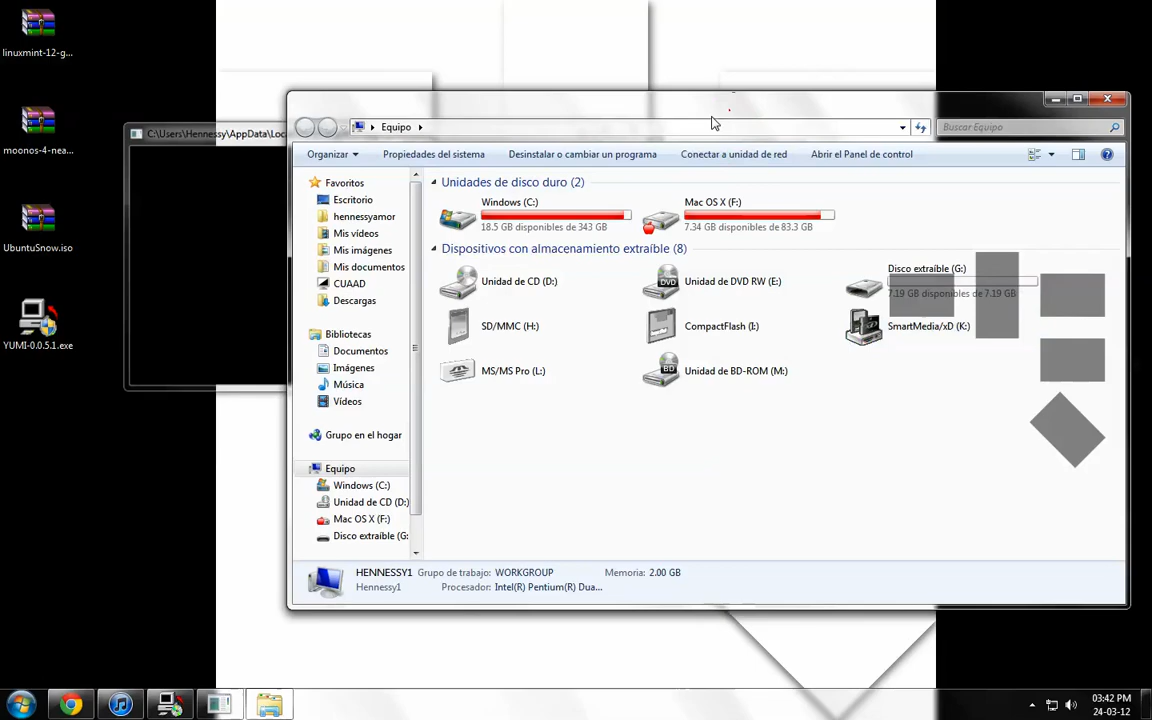 linuxmint-12-g...
moonos-4-nea...
UbuntuSnow.iso
YUMI-0.0.5.1.exe
C:\Users\Hennessy\AppData\Loc
Equipo
Buscar Equipo
Organizar
Propiedades del sistema
Desinstalar o cambiar un programa
Conectar a unidad de red
Abrir el Panel de control
Favoritos
Escritorio
hennessyamor
Mis vídeos
Mis imágenes
Mis documentos
CUAAD
Descargas
Bibliotecas
Documentos
Imágenes
Música
Vídeos
Grupo en el hogar
Equipo
Windows (C:)
Unidad de CD (D:)
Mac OS X (F:)
Disco extraíble (G:
Unidades de disco duro (2)
Windows (C:)
18.5 GB disponibles de 343 GB
Mac OS X (F:)
7.34 GB disponibles de 83.3 GB
Dispositivos con almacenamiento extraíble (8)
Unidad de CD (D:)
Unidad de DVD RW (E:)
Disco extraíble (G:)
7.19 GB disponibles de 7.19 GB
SD/MMC (H:)
CompactFlash (I:)
SmartMedia/xD (K:)
MS/MS Pro (L:)
Unidad de BD-ROM (M:)
HENNESSY1 Grupo de trabajo: WORKGROUP Memoria: 2.00 GB
Hennessy1 Procesador: Intel(R) Pentium(R) Dua...
03:42 PM
24-03-12